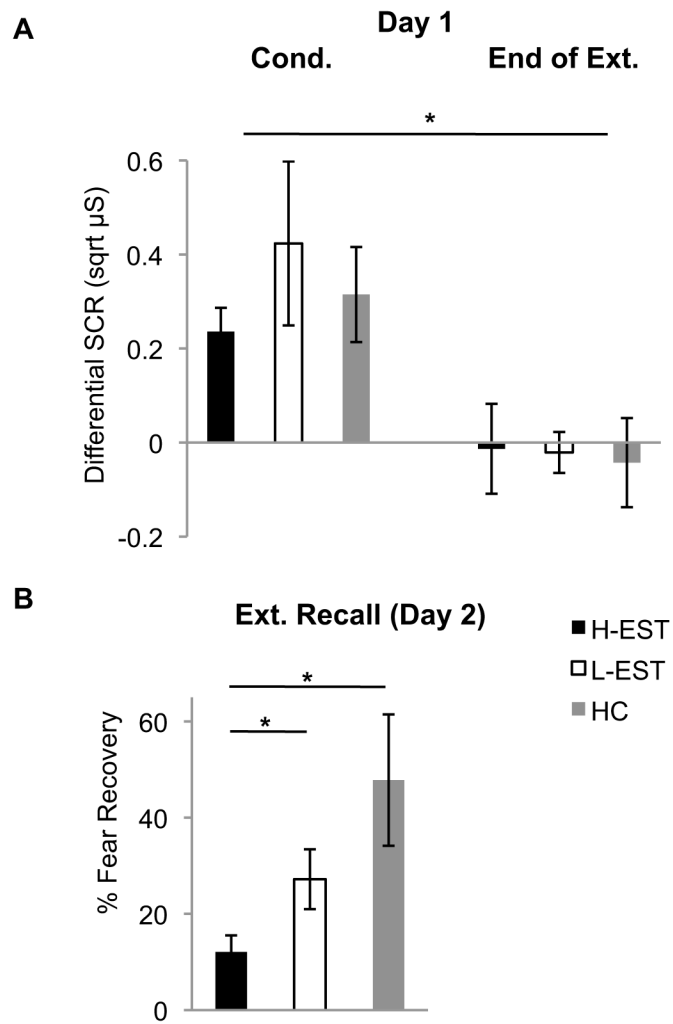 A
Day 1
Cond. End of Ext.
*
Differential SCR (sqrt µS)
0.6
0.4
0.2
0
-0.2
B
Ext. Recall (Day 2)
H-EST
L-EST
HC
*
*
% Fear Recovery
60
40
20
0